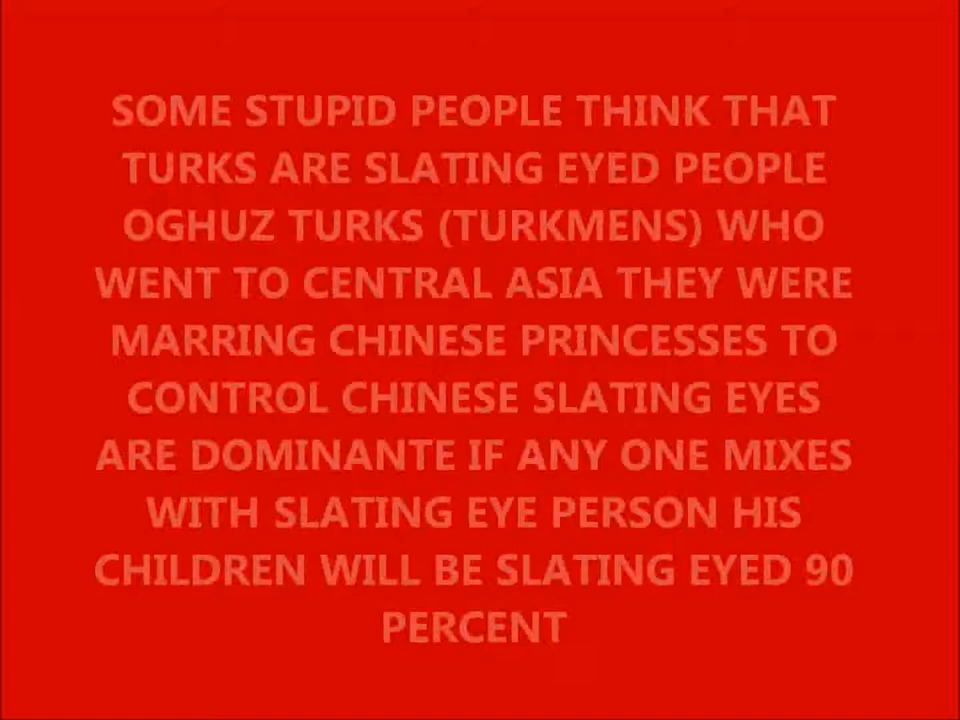 SOME STUPID PEOPLE THINK THAT
TURKS ARE SLATING EYED PEOPLE
OGHUZ TURKS (TURKMENS) WHO
WENT TO CENTRAL ASIA THEY WERE
MARRING CHINESE PRINCESSES TO
CONTROL CHINESE SLATING EYES
ARE DOMINANTE IF ANY ONE MIXES
WITH SLATING EYE PERSON HIS
CHILDREN WILL BE SLATING EYED 90
PERCENT